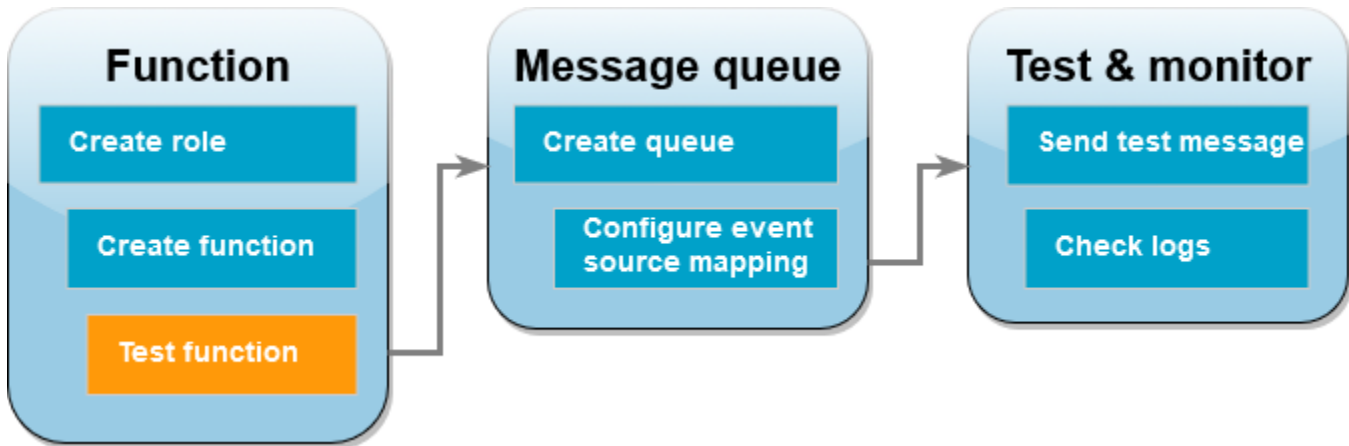 Function
Create role
Create function
Test function
Message queue
Create queue
Configure event
source mapping
Test & monitor
Send test message
Check logs